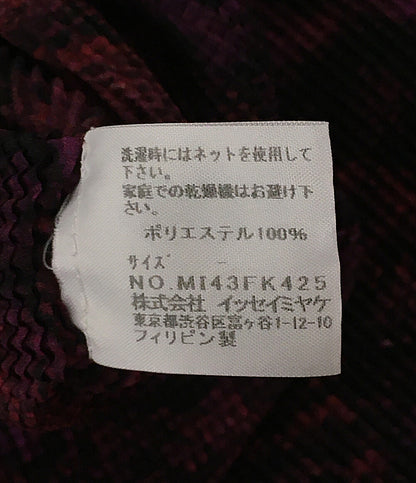 洗濯時にはネットを使用して
下さい。
家庭での乾燥機はお避け下
さい。
ポリエステル100%
サイズ -
NO.MI43FK425
株式会社 イッセイミヤケ
東京都渋谷区富ヶ谷1-12-10
フィリピン製